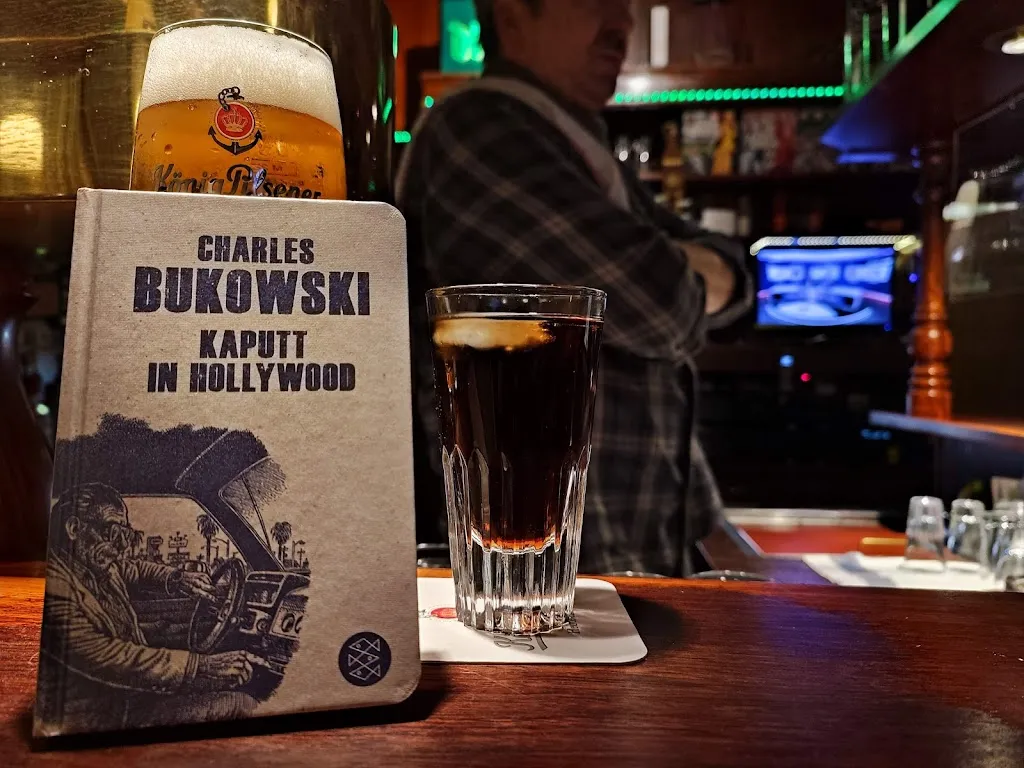 König Pilsener
CHARLES
BUKOWSKI
KAPUTT
IN HOLLYWOOD